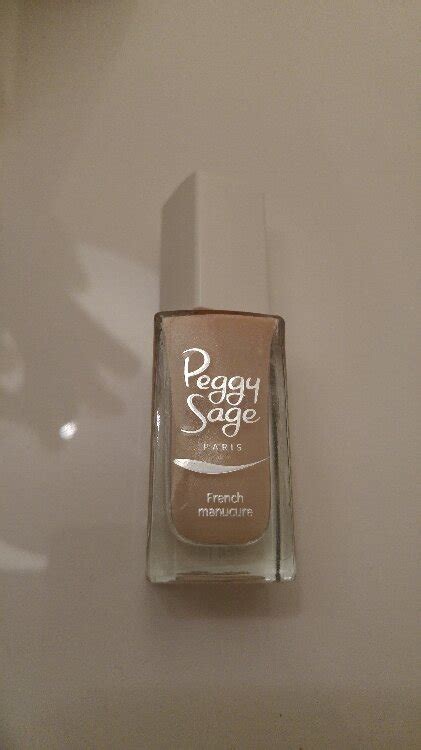 Peggy
Sage
PARIS
French
manucure